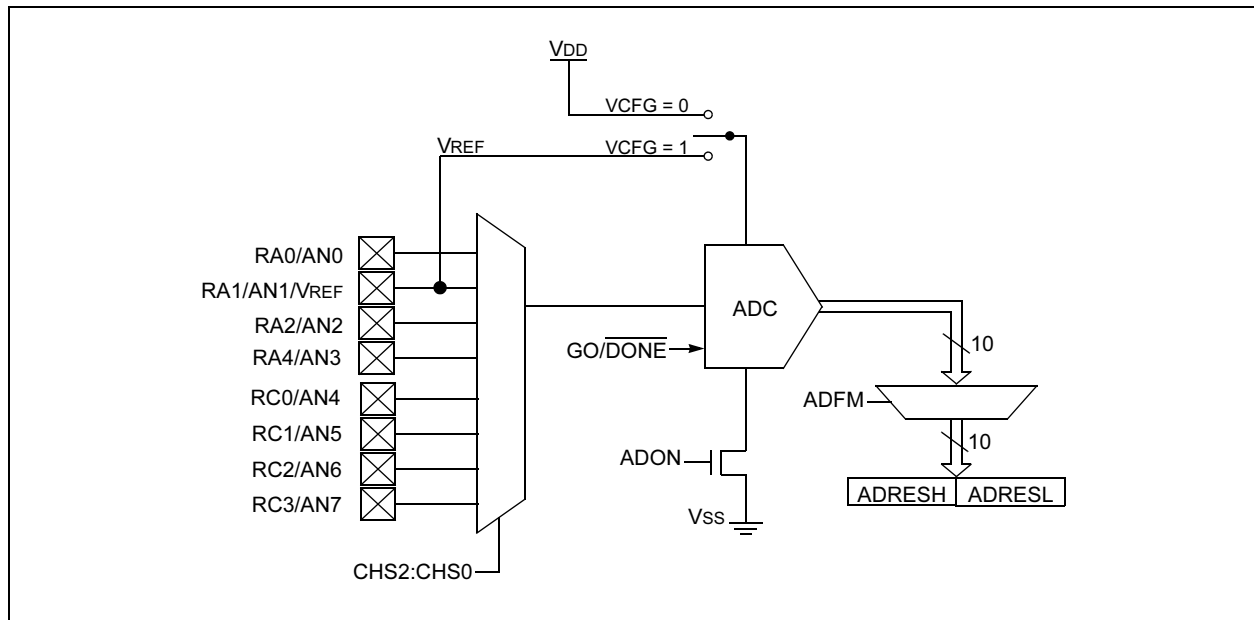 VDD
VCFG = 0
VREF
VCFG = 1
RA0/AN0
RA1/AN1/VREF
RA2/AN2
RA4/AN3
RC0/AN4
RC1/AN5
RC2/AN6
RC3/AN7
CHS2:CHS0
ADC
GO/DONE
10
ADFM
10
ADON
ADRESH ADRESL
VSS